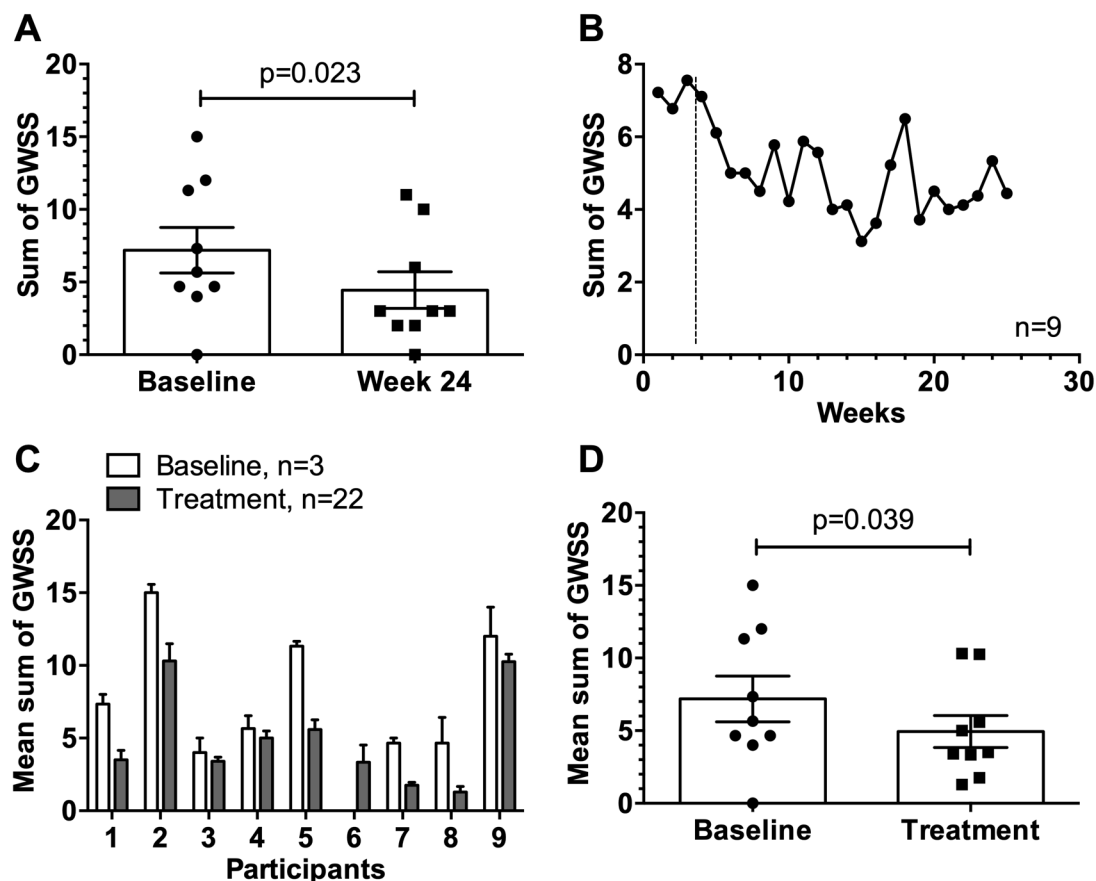 A
20
15
10
5
0
Sum of GWSS
p=0.023
Baseline
Week 24
B
8
6
4
2
0
Sum of GWSS
n=9
0
10
20
30
Weeks
C
Baseline, n=3
Treatment, n=22
20
15
10
5
0
Mean sum of GWSS
1 2 3 4 5 6 7 8 9
Participants
D
20
15
10
5
0
Mean sum of GWSS
p=0.039
Baseline
Treatment